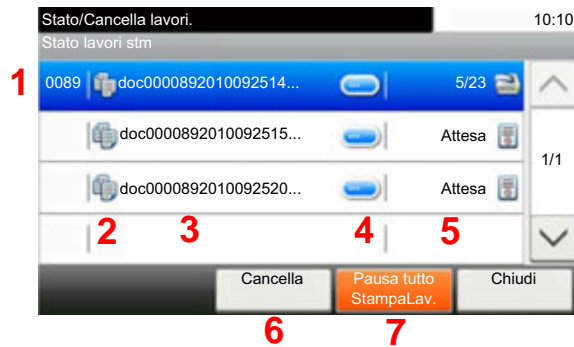 Stato/Cancella lavori. 10:10
Stato lavori stm
1 0089 doc0000892010092514... 5/23
doc0000892010092515... Attesa
1/1
doc0000892010092520... Attesa
2 3 4 5
Cancella Pausa tutto StampaLav. Chiudi
6 7